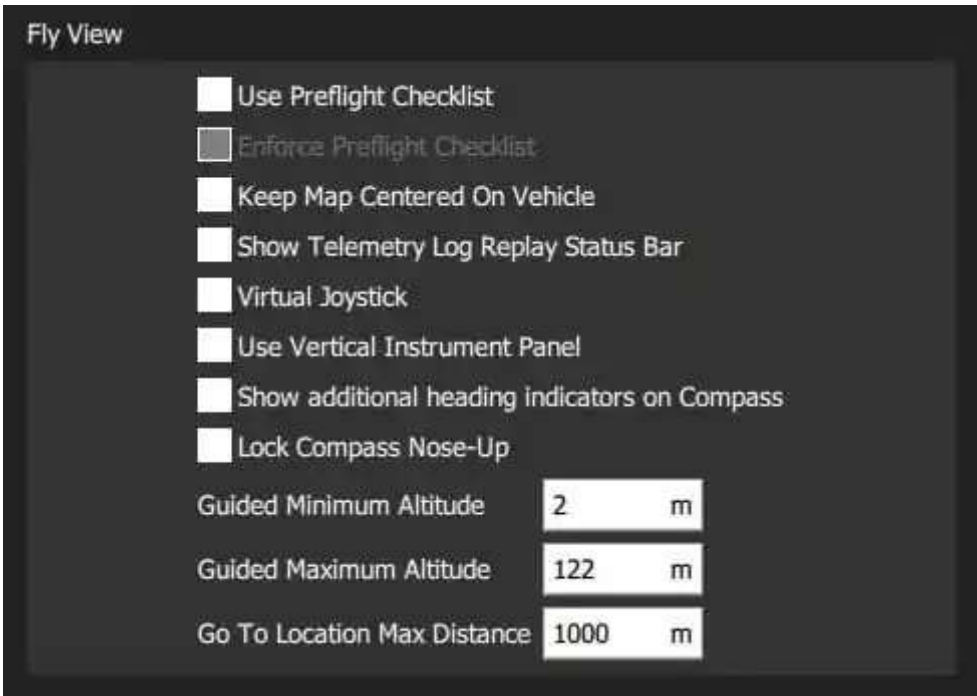 Fly View
Use Preflight Checklist
Enforce Preflight Checklist
Keep Map Centered On Vehicle
Show Telemetry Log Replay Status Bar
Virtual Joystick
Use Vertical Instrument Panel
Show additional heading indicators on Compass
Lock Compass Nose-Up
Guided Minimum Altitude 2 m
Guided Maximum Altitude 122 m
Go To Location Max Distance 1000 m